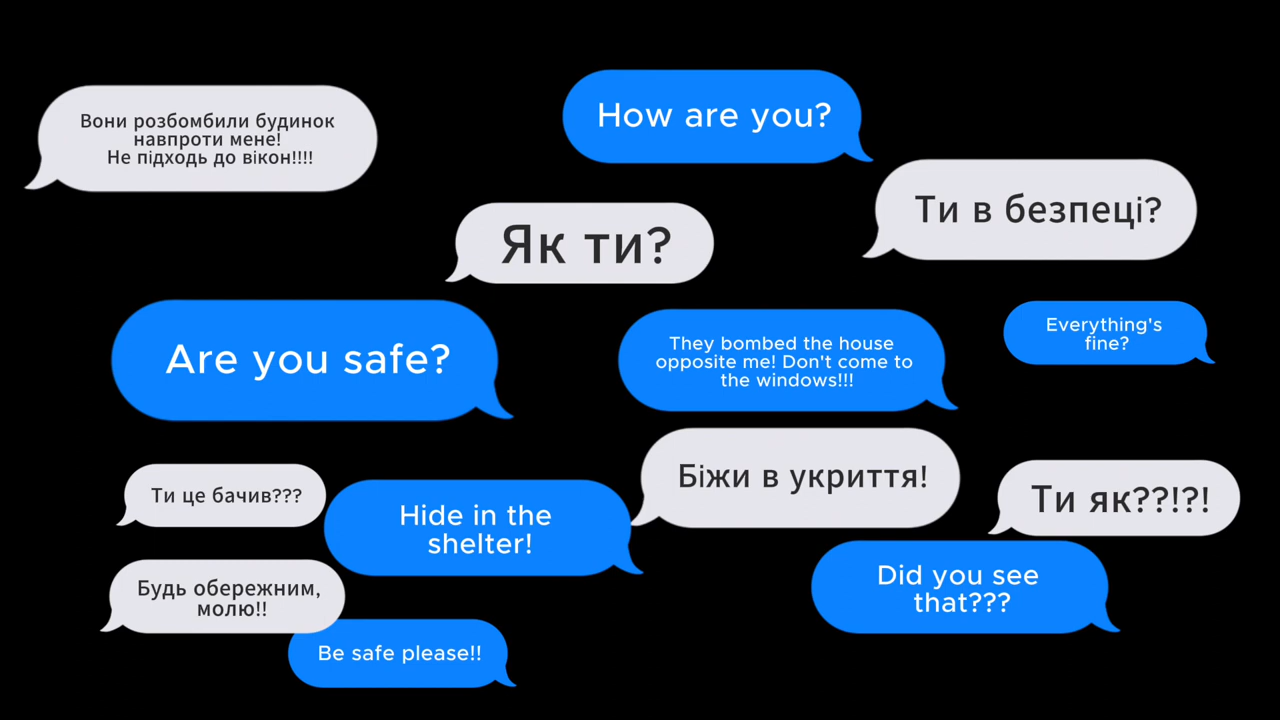 Вони розбомбили будинок
навпроти мене!
Не підходь до вікон!!!!
How are you?
Ти в безпеці?
Як ти?
Are you safe?
They bombed the house
opposite me! Don't come to
the windows!!!
Everything's
fine?
Біжи в укриття!
Ти як??!?!
Ти це бачив???
Hide in the
shelter!
Did you see
that???
Будь обережним,
молю!!
Be safe please!!